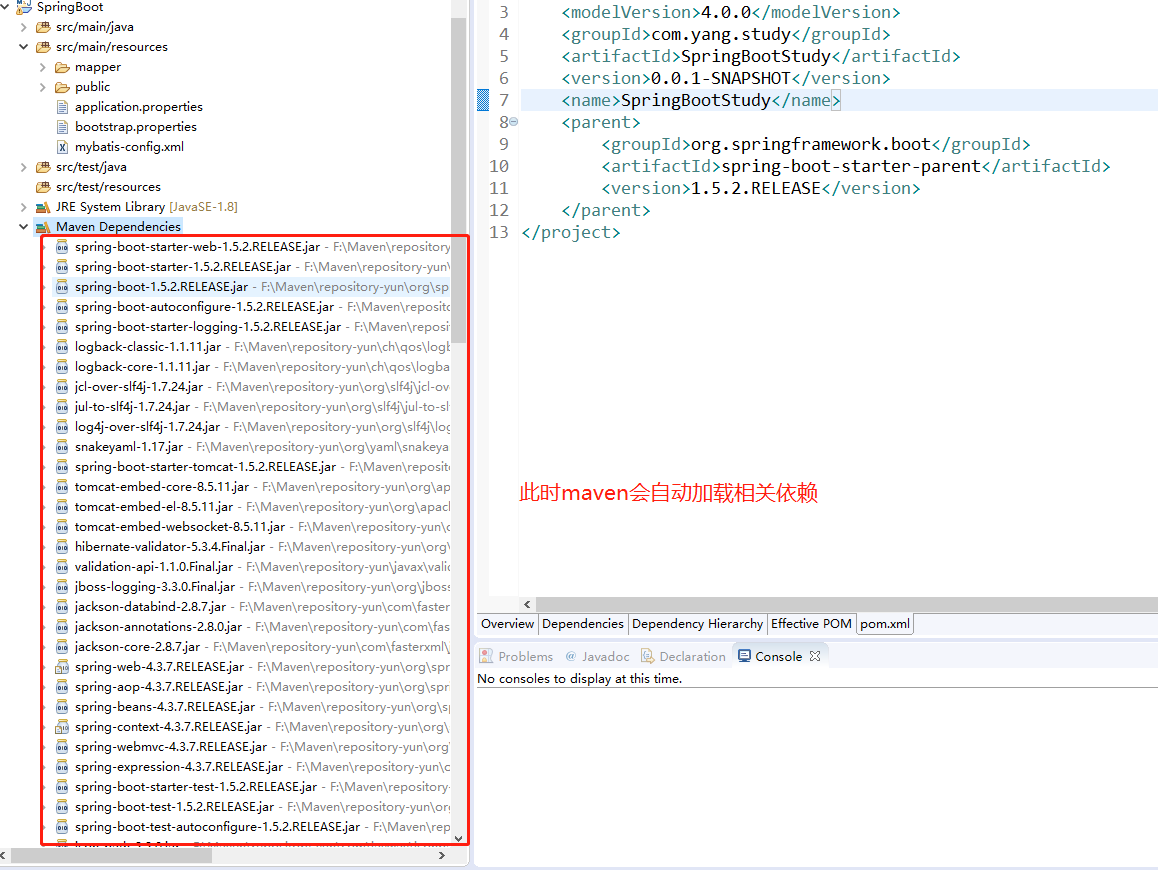 SpringBoot
src/main/java
src/main/resources
mapper
public
application.properties
bootstrap.properties
mybatis-config.xml
src/test/java
src/test/resources
JRE System Library [JavaSE-1.8]
Maven Dependencies
spring-boot-starter-web-1.5.2.RELEASE.jar - F:\Maven\repository
spring-boot-starter-1.5.2.RELEASE.jar - F:\Maven\repository-yun\
spring-boot-1.5.2.RELEASE.jar - F:\Maven\repository-yun\org\sp
spring-boot-autoconfigure-1.5.2.RELEASE.jar - F:\Maven\reposito
spring-boot-starter-logging-1.5.2.RELEASE.jar - F:\Maven\reposi
logback-classic-1.1.11.jar - F:\Maven\repository-yun\ch\qos\logb
logback-core-1.1.11.jar - F:\Maven\repository-yun\ch\qos\logba
jcl-over-slf4j-1.7.24.jar - F:\Maven\repository-yun\org\slf4j\jcl-ov
jul-to-slf4j-1.7.24.jar - F:\Maven\repository-yun\org\slf4j\jul-to-sl
log4j-over-slf4j-1.7.24.jar - F:\Maven\repository-yun\org\slf4j\log
snakeyaml-1.17.jar - F:\Maven\repository-yun\org\yaml\snakeya
spring-boot-starter-tomcat-1.5.2.RELEASE.jar - F:\Maven\reposito
tomcat-embed-core-8.5.11.jar - F:\Maven\repository-yun\org\ap
tomcat-embed-el-8.5.11.jar - F:\Maven\repository-yun\org\apacl
tomcat-embed-websocket-8.5.11.jar - F:\Maven\repository-yun\o
hibernate-validator-5.3.4.Final.jar - F:\Maven\repository-yun\org\
validation-api-1.1.0.Final.jar - F:\Maven\repository-yun\javax\valic
jboss-logging-3.3.0.Final.jar - F:\Maven\repository-yun\org\jboss
jackson-databind-2.8.7.jar - F:\Maven\repository-yun\com\faster
jackson-annotations-2.8.0.jar - F:\Maven\repository-yun\com\fas
jackson-core-2.8.7.jar - F:\Maven\repository-yun\com\fasterxml\
spring-web-4.3.7.RELEASE.jar - F:\Maven\repository-yun\org\spr
spring-aop-4.3.7.RELEASE.jar - F:\Maven\repository-yun\org\spr
spring-beans-4.3.7.RELEASE.jar - F:\Maven\repository-yun\org\s
spring-context-4.3.7.RELEASE.jar - F:\Maven\repository-yun\org\
spring-webmvc-4.3.7.RELEASE.jar - F:\Maven\repository-yun\org'
spring-expression-4.3.7.RELEASE.jar - F:\Maven\repository-yun\o
spring-boot-starter-test-1.5.2.RELEASE.jar - F:\Maven\repository-
spring-boot-test-1.5.2.RELEASE.jar - F:\Maven\repository-yun\org
spring-boot-test-autoconfigure-1.5.2.RELEASE.jar - F:\Maven\rep
3 <modelVersion>4.0.0</modelVersion>
4 <groupId>com.yang.study</groupId>
5 <artifactId>SpringBootStudy</artifactId>
6 <version>0.0.1-SNAPSHOT</version>
7 <name>SpringBootStudy</name>
8 <parent>
9 <groupId>org.springframework.boot</groupId>
10 <artifactId>spring-boot-starter-parent</artifactId>
11 <version>1.5.2.RELEASE</version>
12 </parent>
13 </project>
此时maven会自动加载相关依赖
Overview Dependencies Dependency Hierarchy Effective POM pom.xml
Problems @ Javadoc Declaration Console
No consoles to display at this time.